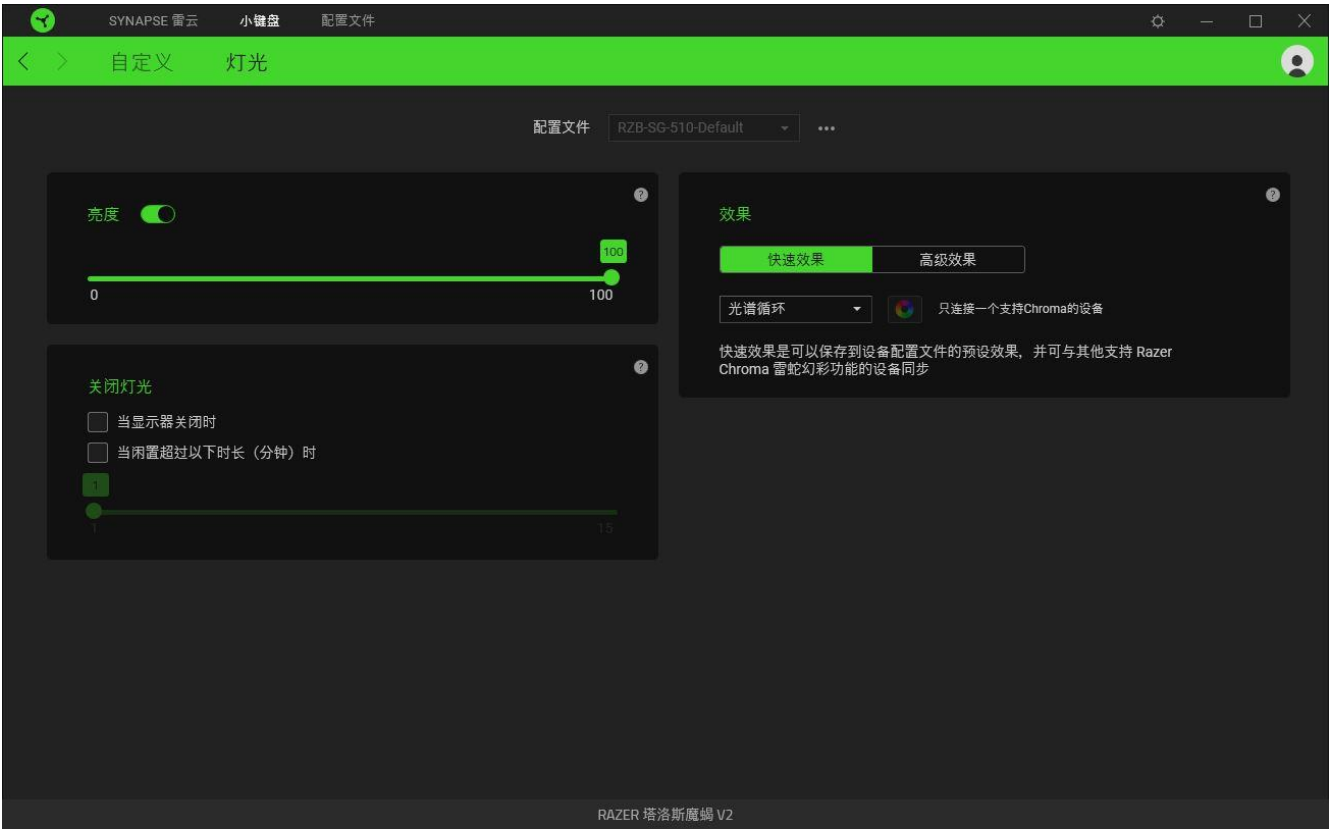 SYNAPSE 雷云 小键盘 配置文件
自定义 灯光
配置文件 RZB-SG-510-Default
亮度
100
0 100
关闭灯光
当显示器关闭时
当闲置超过以下时长（分钟）时
1
1 15
效果
快速效果 高级效果
光谱循环 只连接一个支持Chroma的设备
快速效果是可以保存到设备配置文件的预设效果，并可与其他支持 Razer
Chroma 雷蛇幻彩功能的设备同步
RAZER 塔洛斯魔蝎 V2